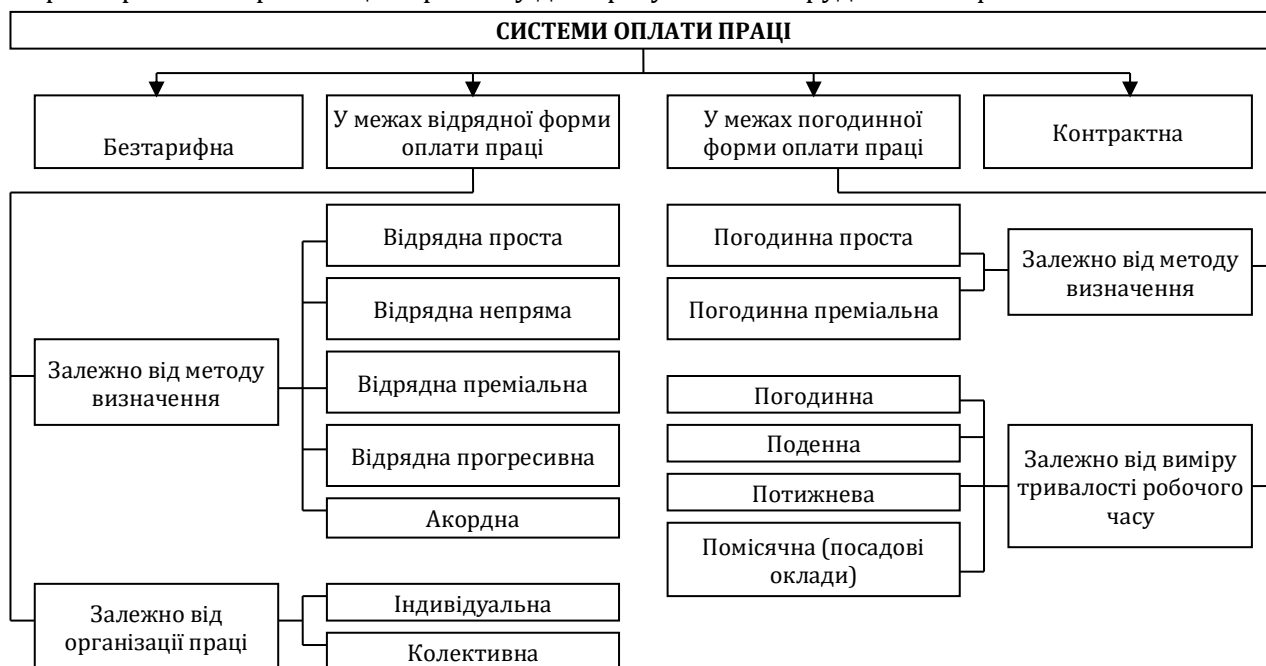 СИСТЕМИ ОПЛАТИ ПРАЦІ
Безтарифна
У межах відрядної форми
оплати праці
У межах погодинної
форми оплати праці
Контрактна
Відрядна проста
Відрядна непряма
Відрядна преміальна
Відрядна прогресивна
Акордна
Залежно від методу
визначення
Залежно від
організації праці
Індивідуальна
Колективна
Погодинна проста
Погодинна преміальна
Залежно від методу
визначення
Погодинна
Поденна
Потижнева
Помісячна (посадові
оклади)
Залежно від виміру
тривалості робочого
часу